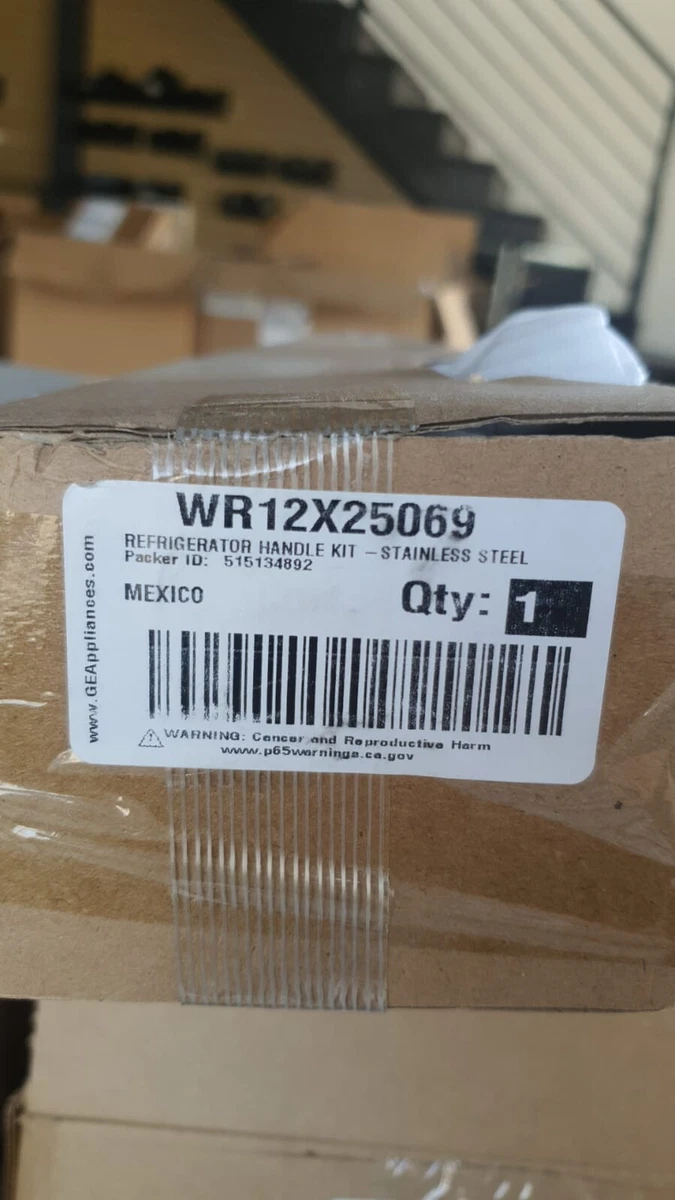 WR12X25069
REFRIGERATOR HANDLE KIT – STAINLESS STEEL
Packer ID: 515134892
MEXICO
Qty: 1
www.GEAppliances.com
WARNING: Cancer and Reproductive Harm
www.p65warnings.ca.gov